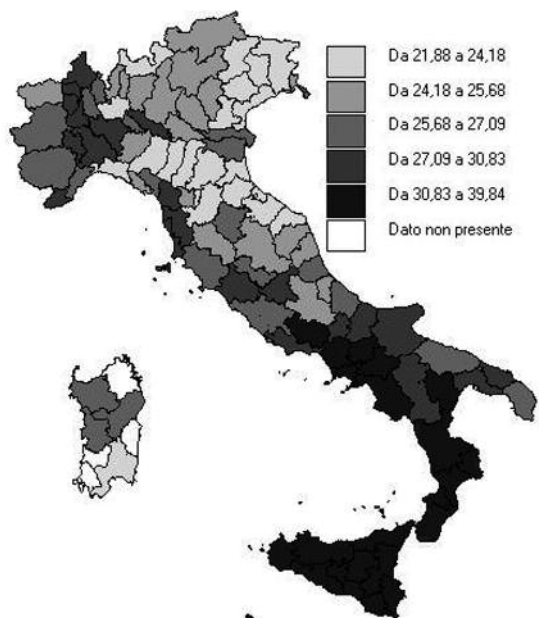 Da 21,88 a 24,18
Da 24,18 a 25,68
Da 25,68 a 27,09
Da 27,09 a 30,83
Da 30,83 a 39,84
Dato non presente